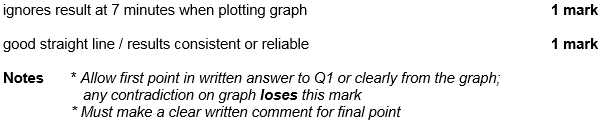 ignores result at 7 minutes when plotting graph 1 mark
good straight line / results consistent or reliable 1 mark
Notes * Allow first point in written answer to Q1 or clearly from the graph;
any contradiction on graph loses this mark
* Must make a clear written comment for final point